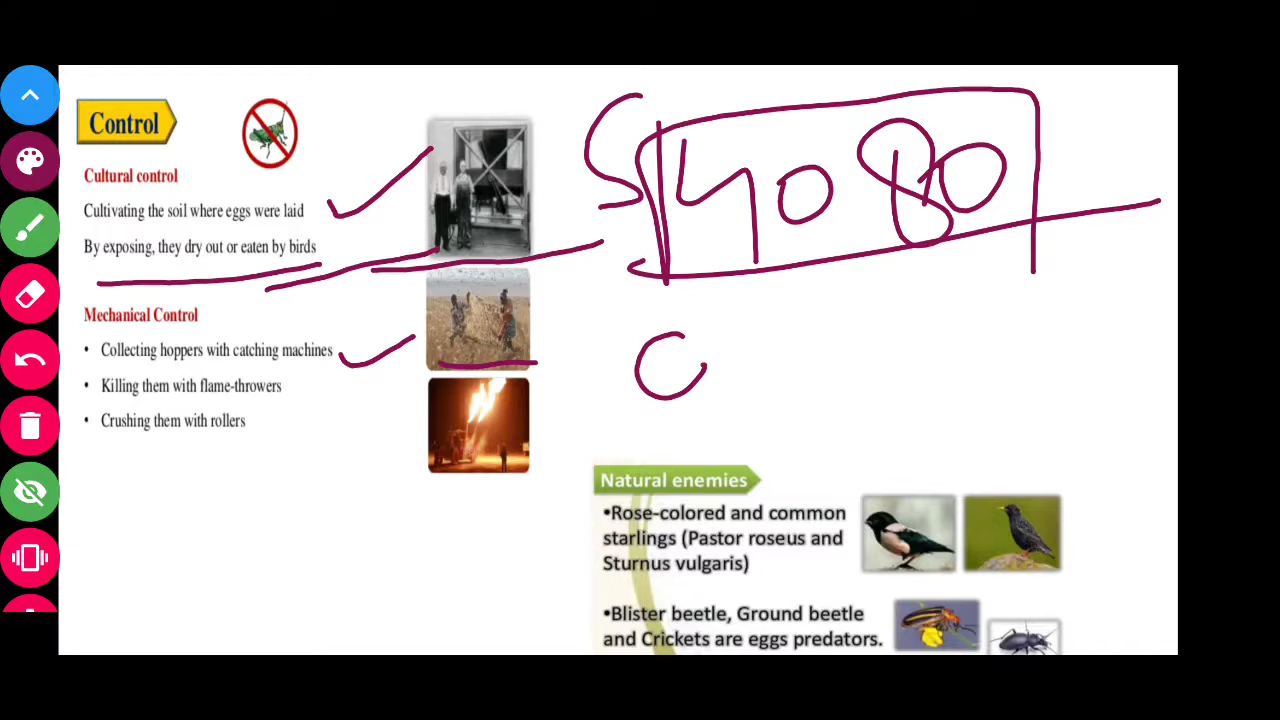 Control
Cultural control
Cultivating the soil where eggs were laid
By exposing, they dry out or eaten by birds
Mechanical Control
• Collecting hoppers with catching machines
• Killing them with flame-throwers
• Crushing them with rollers
40 80
Natural enemies
•Rose-colored and common
starlings (Pastor roseus and
Sturnus vulgaris)
•Blister beetle, Ground beetle
and Crickets are eggs predators.